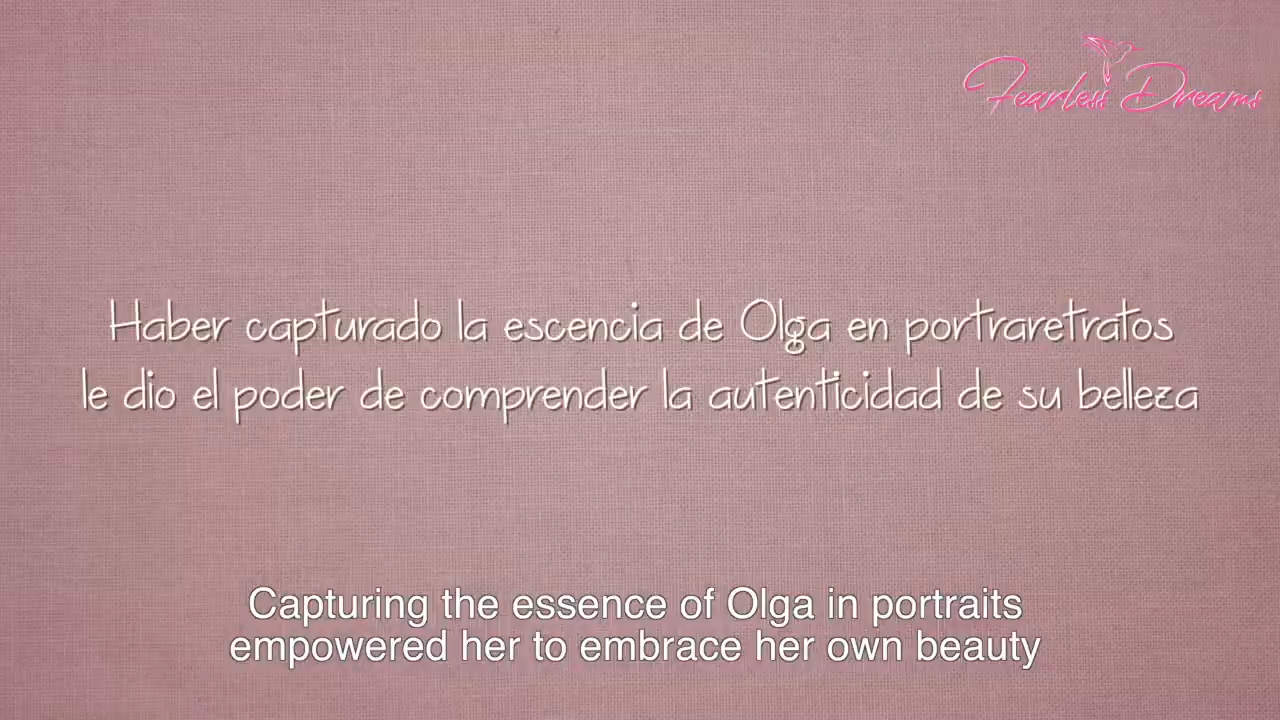 Fearless Dreams
Haber capturado la escencia de Olga en portraretratos
le dio el poder de comprender la autenticidad de su belleza
Capturing the essence of Olga in portraits
empowered her to embrace her own beauty